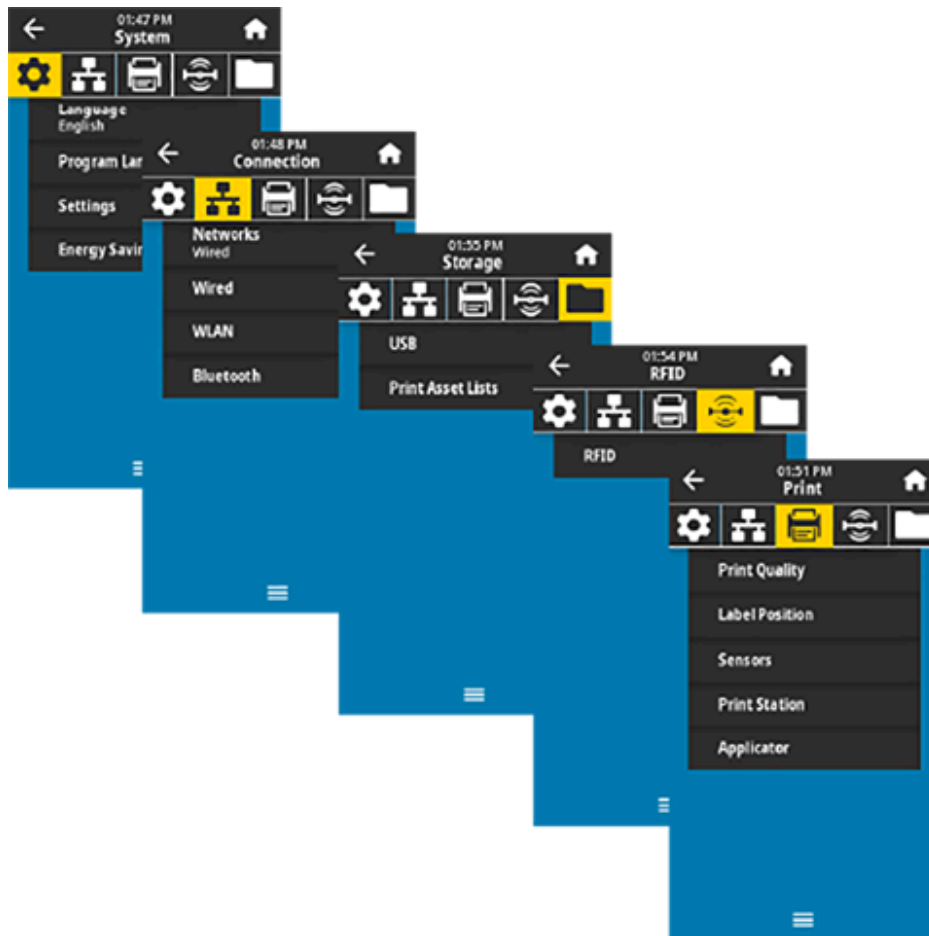 01:47 PM
System
Language
English
Program Lan
Settings
Energy Savin
01:48 PM
Connection
Networks
Wired
Wired
WLAN
Bluetooth
01:55 PM
Storage
USB
Print Asset Lists
01:54 PM
RFID
RFID
01:51 PM
Print
Print Quality
Label Position
Sensors
Print Station
Applicator